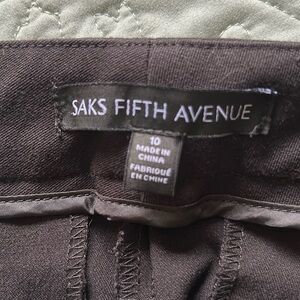 SAKS FIFTH AVENUE
10
MADE IN
CHINA
FABRIQUÉ
EN CHINE